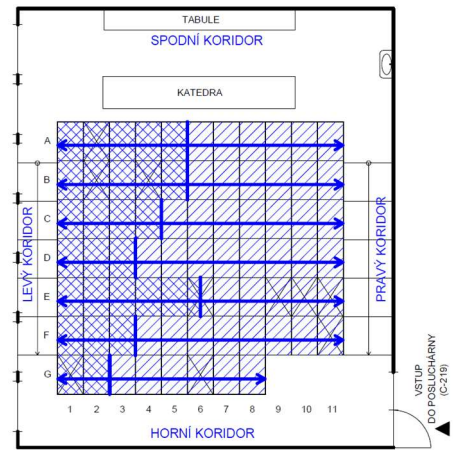 TABULE
SPODNÍ KORIDOR
KATEDRA
A
B
C
D
E
F
G
LEVÝ KORIDOR
PRAVÝ KORIDOR
1 2 3 4 5 6 7 8 9 10 11
HORNÍ KORIDOR
VSTUP
DO POSLUCHÁRNY
(C-219)